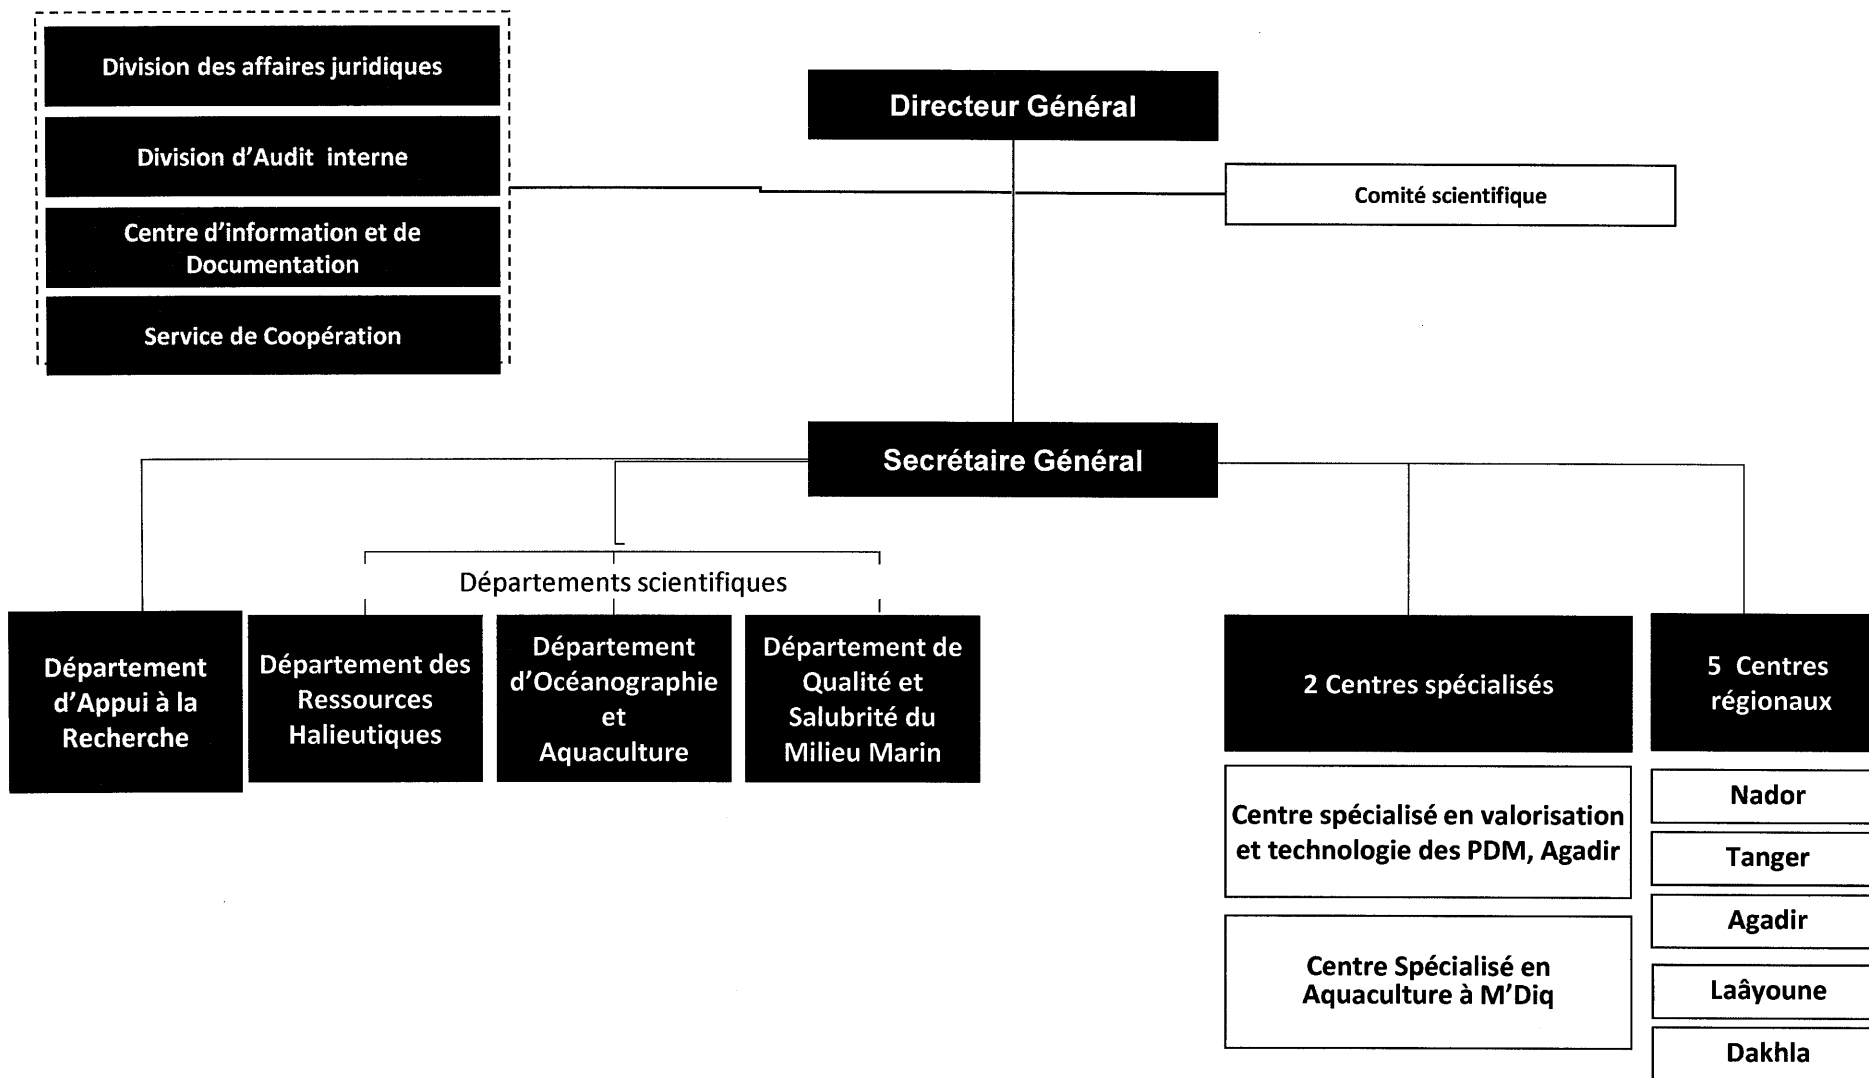 Division des affaires juridiques
Division d'Audit interne
Centre d'information et de
Documentation
Service de Coopération
Directeur Général
Comité scientifique
Secrétaire Général
Départements scientifiques
Département
d'Appui à la
Recherche
Département des
Ressources
Halieutiques
Département
d'Océanographie
et
Aquaculture
Département de
Qualité et
Salubrité du
Milieu Marin
2 Centres spécialisés
Centre spécialisé en valorisation
et technologie des PDM, Agadir
Centre Spécialisé en
Aquaculture à M'Diq
5 Centres
régionaux
Nador
Tanger
Agadir
Laâyoune
Dakhla